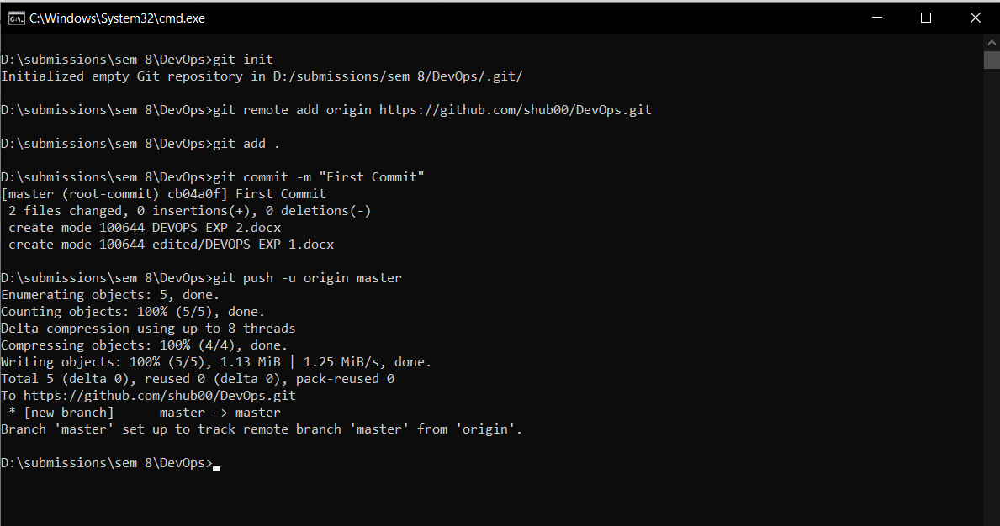 C:\Windows\System32\cmd.exe
D:\submissions\sem 8\DevOps>git init
Initialized empty Git repository in D:/submissions/sem 8/DevOps/.git/
D:\submissions\sem 8\DevOps>git remote add origin https://github.com/shub00/DevOps.git
D:\submissions\sem 8\DevOps>git add .
D:\submissions\sem 8\DevOps>git commit -m "First Commit"
[master (root-commit) cb04a0f] First Commit
 2 files changed, 0 insertions(+), 0 deletions(-)
 create mode 100644 DEVOPS EXP 2.docx
 create mode 100644 edited/DEVOPS EXP 1.docx
D:\submissions\sem 8\DevOps>git push -u origin master
Enumerating objects: 5, done.
Counting objects: 100% (5/5), done.
Delta compression using up to 8 threads
Compressing objects: 100% (4/4), done.
Writing objects: 100% (5/5), 1.13 MiB | 1.25 MiB/s, done.
Total 5 (delta 0), reused 0 (delta 0), pack-reused 0
To https://github.com/shub00/DevOps.git
 * [new branch]      master -> master
Branch 'master' set up to track remote branch 'master' from 'origin'.
D:\submissions\sem 8\DevOps>